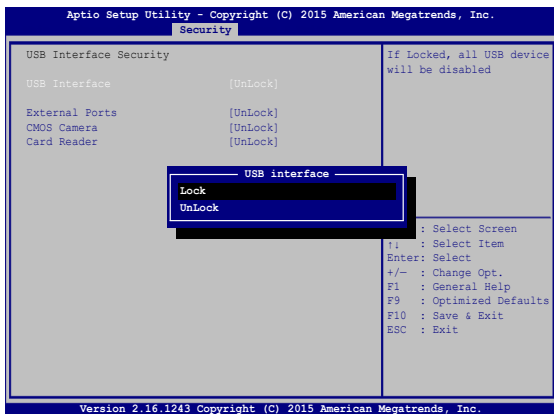 Aptio Setup Utility - Copyright (C) 2015 American Megatrends, Inc.
Security
USB Interface Security
USB Interface [UnLock]
External Ports [UnLock]
CMOS Camera [UnLock]
Card Reader [UnLock]
If Locked, all USB device
will be disabled
USB interface
Lock
UnLock
: Select Screen
↑↓ : Select Item
Enter: Select
+/— : Change Opt.
F1 : General Help
F9 : Optimized Defaults
F10 : Save & Exit
ESC : Exit
Version 2.16.1243 Copyright (C) 2015 American Megatrends, Inc.